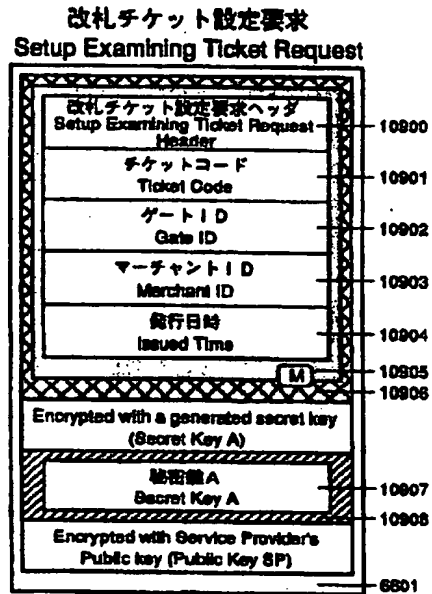 改札チケット設定要求
Setup Examining Ticket Request
改札チケット設定要求ヘッダ
Setup Examining Ticket Request
Header
10900
チケットコード
Ticket Code
10901
ゲートID
Gate ID
10902
マーチャントID
Merchant ID
10903
発行日時
Issued Time
10904
M
10905
10906
Encrypted with a generated secret key
(Secret Key A)
秘密鍵A
Secret Key A
10907
10908
Encrypted with Service Provider's
Public key (Public Key SP)
6601